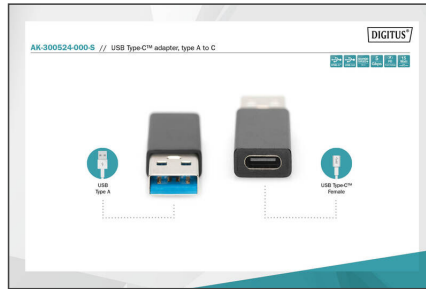 DIGITUS®
AK-300524-000-S // USB Type-C™ adapter, type A to C
USB
Type A
USB Type-C™
Female